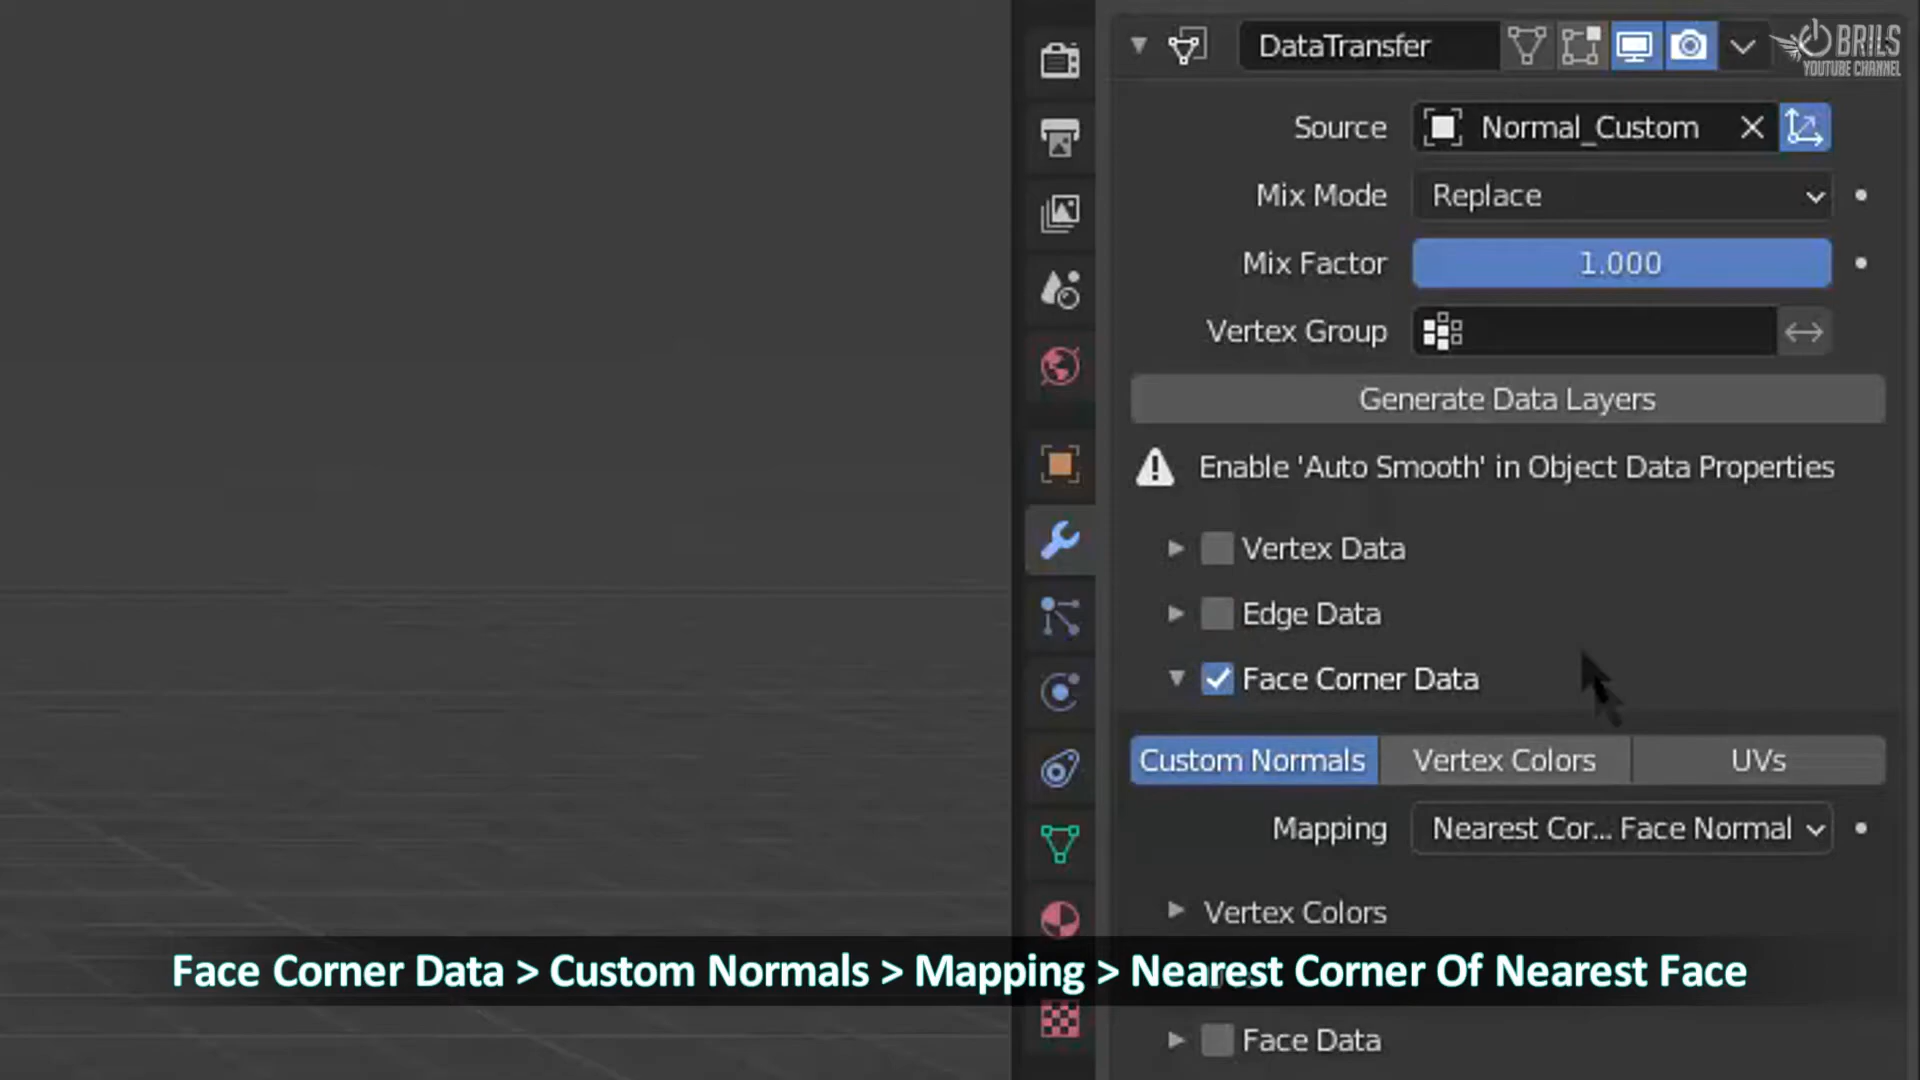 DataTransfer
BRILS
YOUTUBE CHANNEL
Source Normal_Custom
Mix Mode Replace
Mix Factor 1.000
Vertex Group
Generate Data Layers
Enable 'Auto Smooth' in Object Data Properties
Vertex Data
Edge Data
Face Corner Data
Custom Normals Vertex Colors UVs
Mapping Nearest Cor... Face Normal
Vertex Colors
Face Corner Data > Custom Normals > Mapping > Nearest Corner Of Nearest Face
Face Data